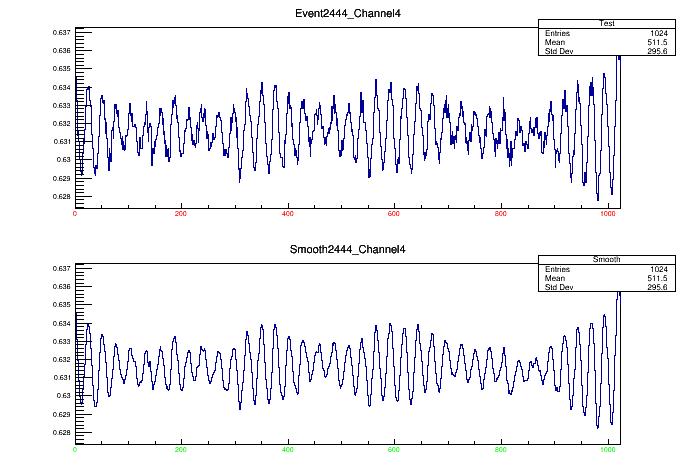 Event2444_Channel4
Test
Entries 1024
Mean 511.5
Std Dev 295.6
0.637
0.636
0.635
0.634
0.633
0.632
0.631
0.63
0.629
0.628
0 200 400 600 800 1000
Smooth2444_Channel4
Smooth
Entries 1024
Mean 511.5
Std Dev 295.6
0.637
0.636
0.635
0.634
0.633
0.632
0.631
0.63
0.629
0.628
0 200 400 600 800 1000